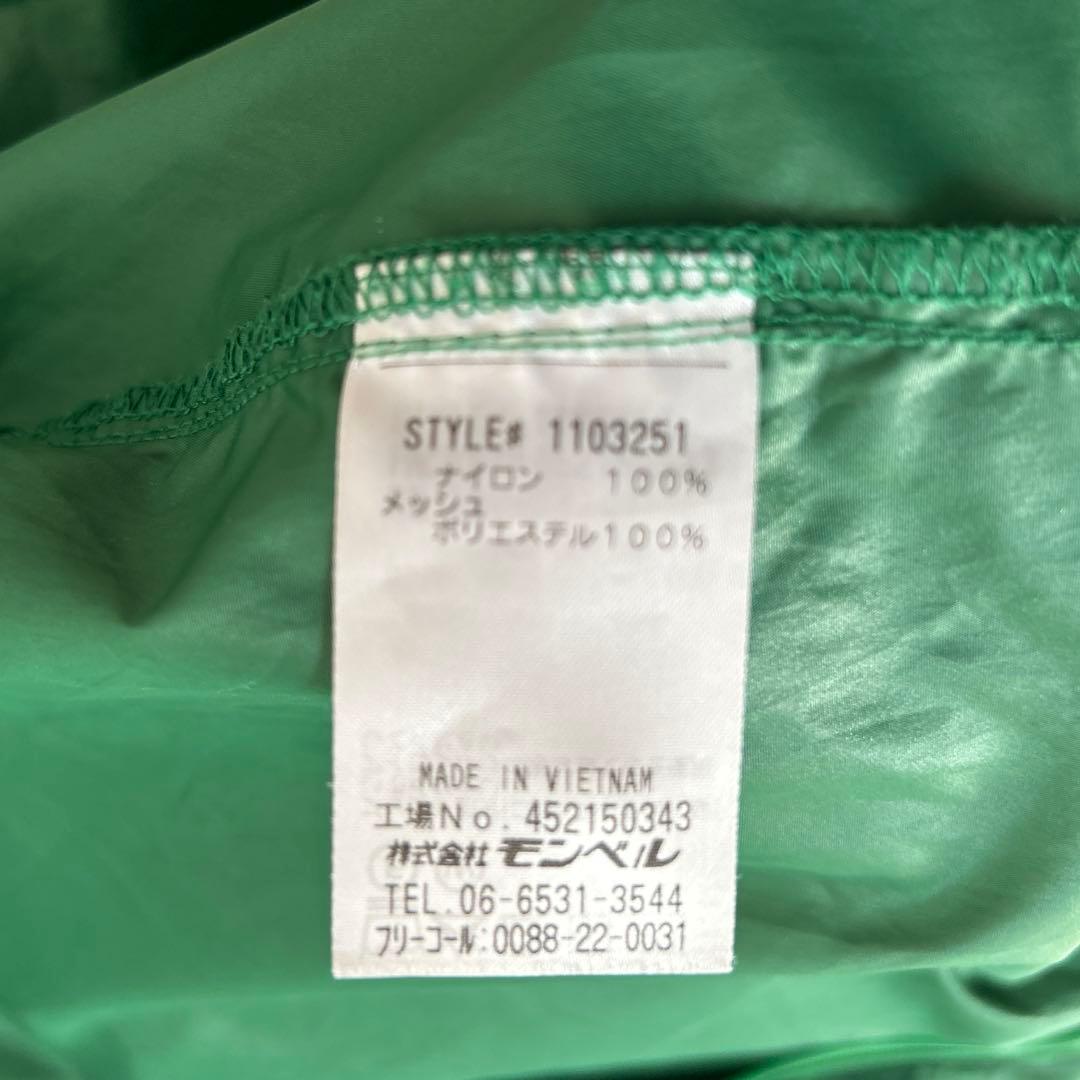 STYLE# 1103251
ナイロン 100%
メッシュ
ポリエステル100%
MADE IN VIETNAM
工場No. 452150343
株式会社 モンベル
TEL.06-6531-3544
フリーコール:0088-22-0031